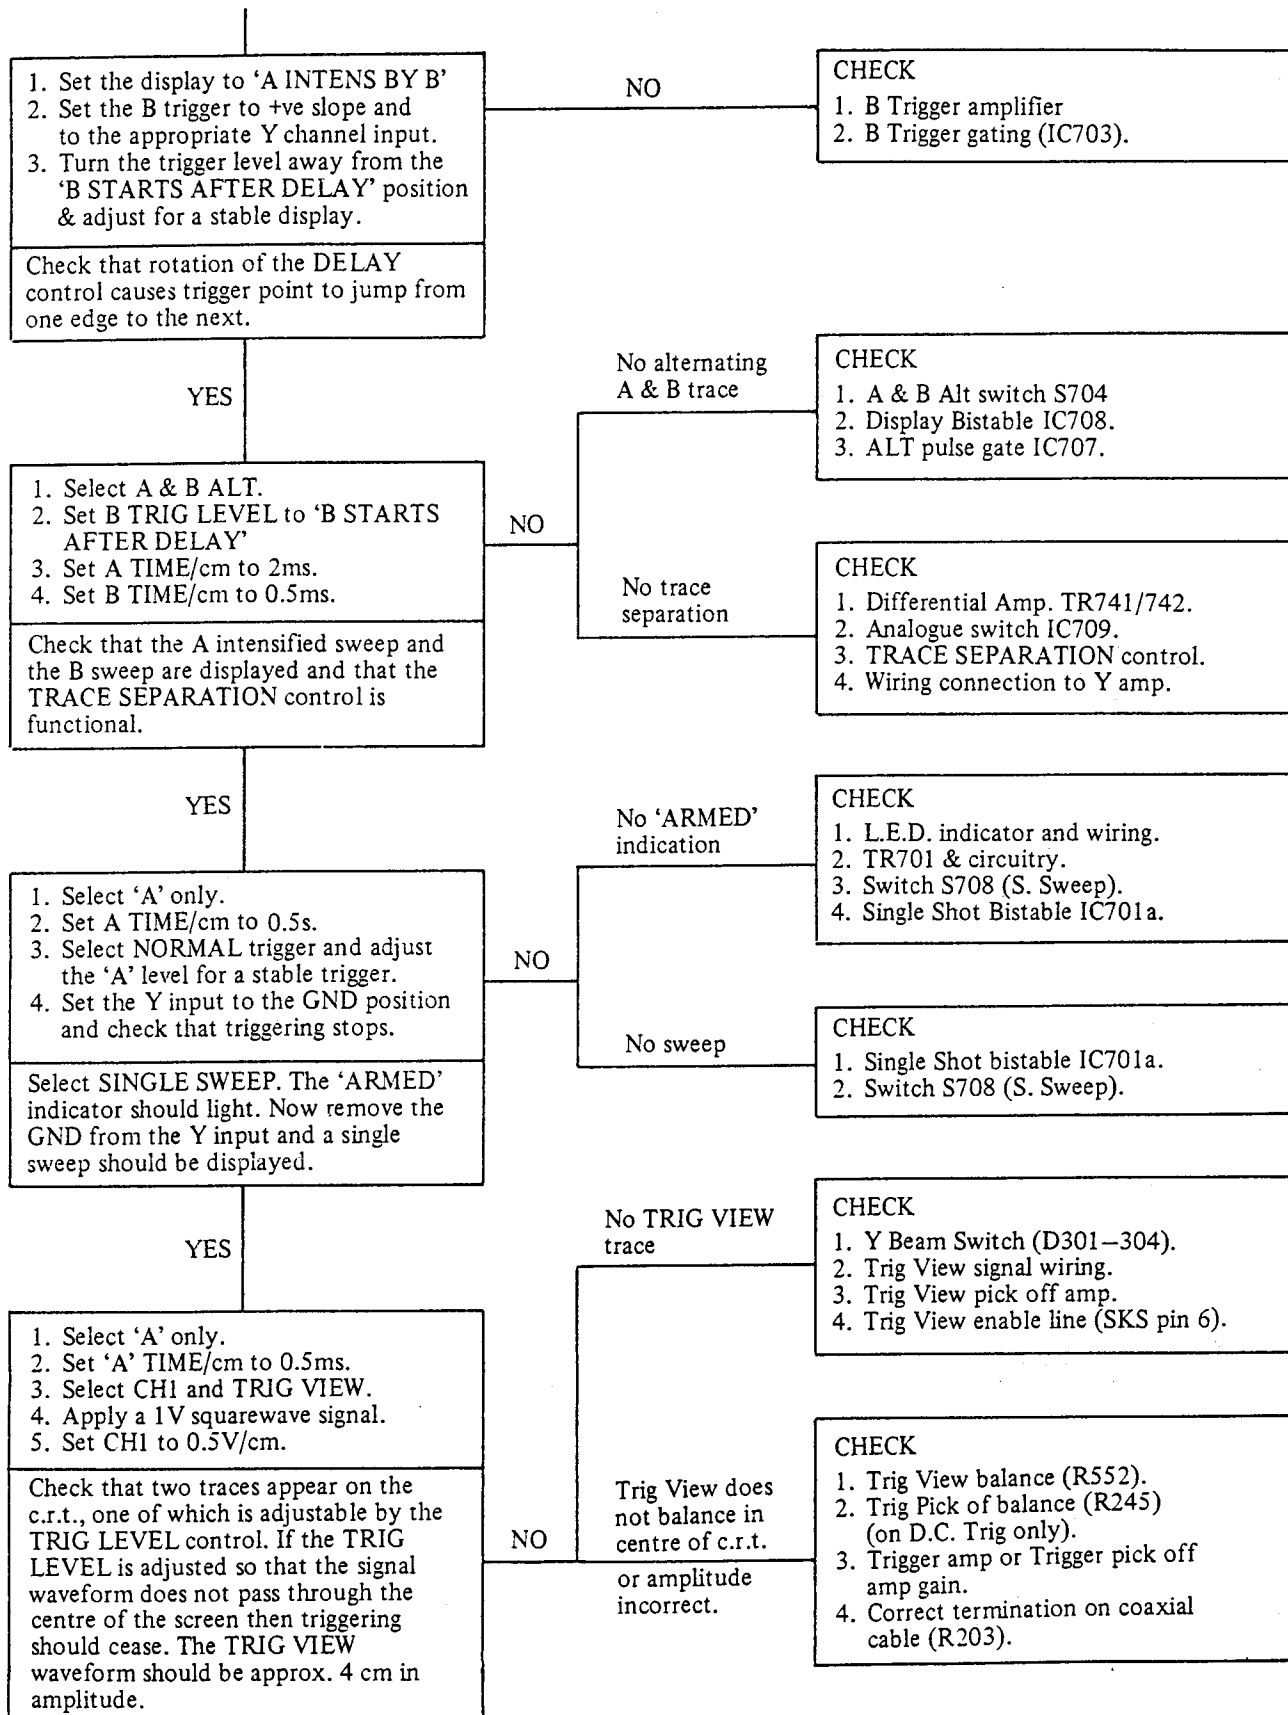 1. Set the display to ‘A INTENS BY B’
2. Set the B trigger to +ve slope and
to the appropriate Y channel input.
3. Turn the trigger level away from the
‘B STARTS AFTER DELAY’ position
& adjust for a stable display.
Check that rotation of the DELAY
control causes trigger point to jump from
one edge to the next.
NO
CHECK
1. B Trigger amplifier
2. B Trigger gating (IC703).
YES
1. Select A & B ALT.
2. Set B TRIG LEVEL to ‘B STARTS
AFTER DELAY’
3. Set A TIME/cm to 2ms.
4. Set B TIME/cm to 0.5ms.
Check that the A intensified sweep and
the B sweep are displayed and that the
TRACE SEPARATION control is
functional.
NO
No alternating
A & B trace
CHECK
1. A & B Alt switch S704
2. Display Bistable IC708.
3. ALT pulse gate IC707.
No trace
separation
CHECK
1. Differential Amp. TR741/742.
2. Analogue switch IC709.
3. TRACE SEPARATION control.
4. Wiring connection to Y amp.
YES
1. Select ‘A’ only.
2. Set A TIME/cm to 0.5s.
3. Select NORMAL trigger and adjust
the ‘A’ level for a stable trigger.
4. Set the Y input to the GND position
and check that triggering stops.
Select SINGLE SWEEP. The ‘ARMED’
indicator should light. Now remove the
GND from the Y input and a single
sweep should be displayed.
NO
No ‘ARMED’
indication
CHECK
1. L.E.D. indicator and wiring.
2. TR701 & circuitry.
3. Switch S708 (S. Sweep).
4. Single Shot Bistable IC701a.
No sweep
CHECK
1. Single Shot bistable IC701a.
2. Switch S708 (S. Sweep).
YES
1. Select ‘A’ only.
2. Set ‘A’ TIME/cm to 0.5ms.
3. Select CH1 and TRIG VIEW.
4. Apply a 1V squarewave signal.
5. Set CH1 to 0.5V/cm.
Check that two traces appear on the
c.r.t., one of which is adjustable by the
TRIG LEVEL control. If the TRIG
LEVEL is adjusted so that the signal
waveform does not pass through the
centre of the screen then triggering
should cease. The TRIG VIEW
waveform should be approx. 4 cm in
amplitude.
NO
No TRIG VIEW
trace
CHECK
1. Y Beam Switch (D301–304).
2. Trig View signal wiring.
3. Trig View pick off amp.
4. Trig View enable line (SKS pin 6).
Trig View does
not balance in
centre of c.r.t.
or amplitude
incorrect.
CHECK
1. Trig View balance (R552).
2. Trig Pick of balance (R245)
(on D.C. Trig only).
3. Trigger amp or Trigger pick off
amp gain.
4. Correct termination on coaxial
cable (R203).